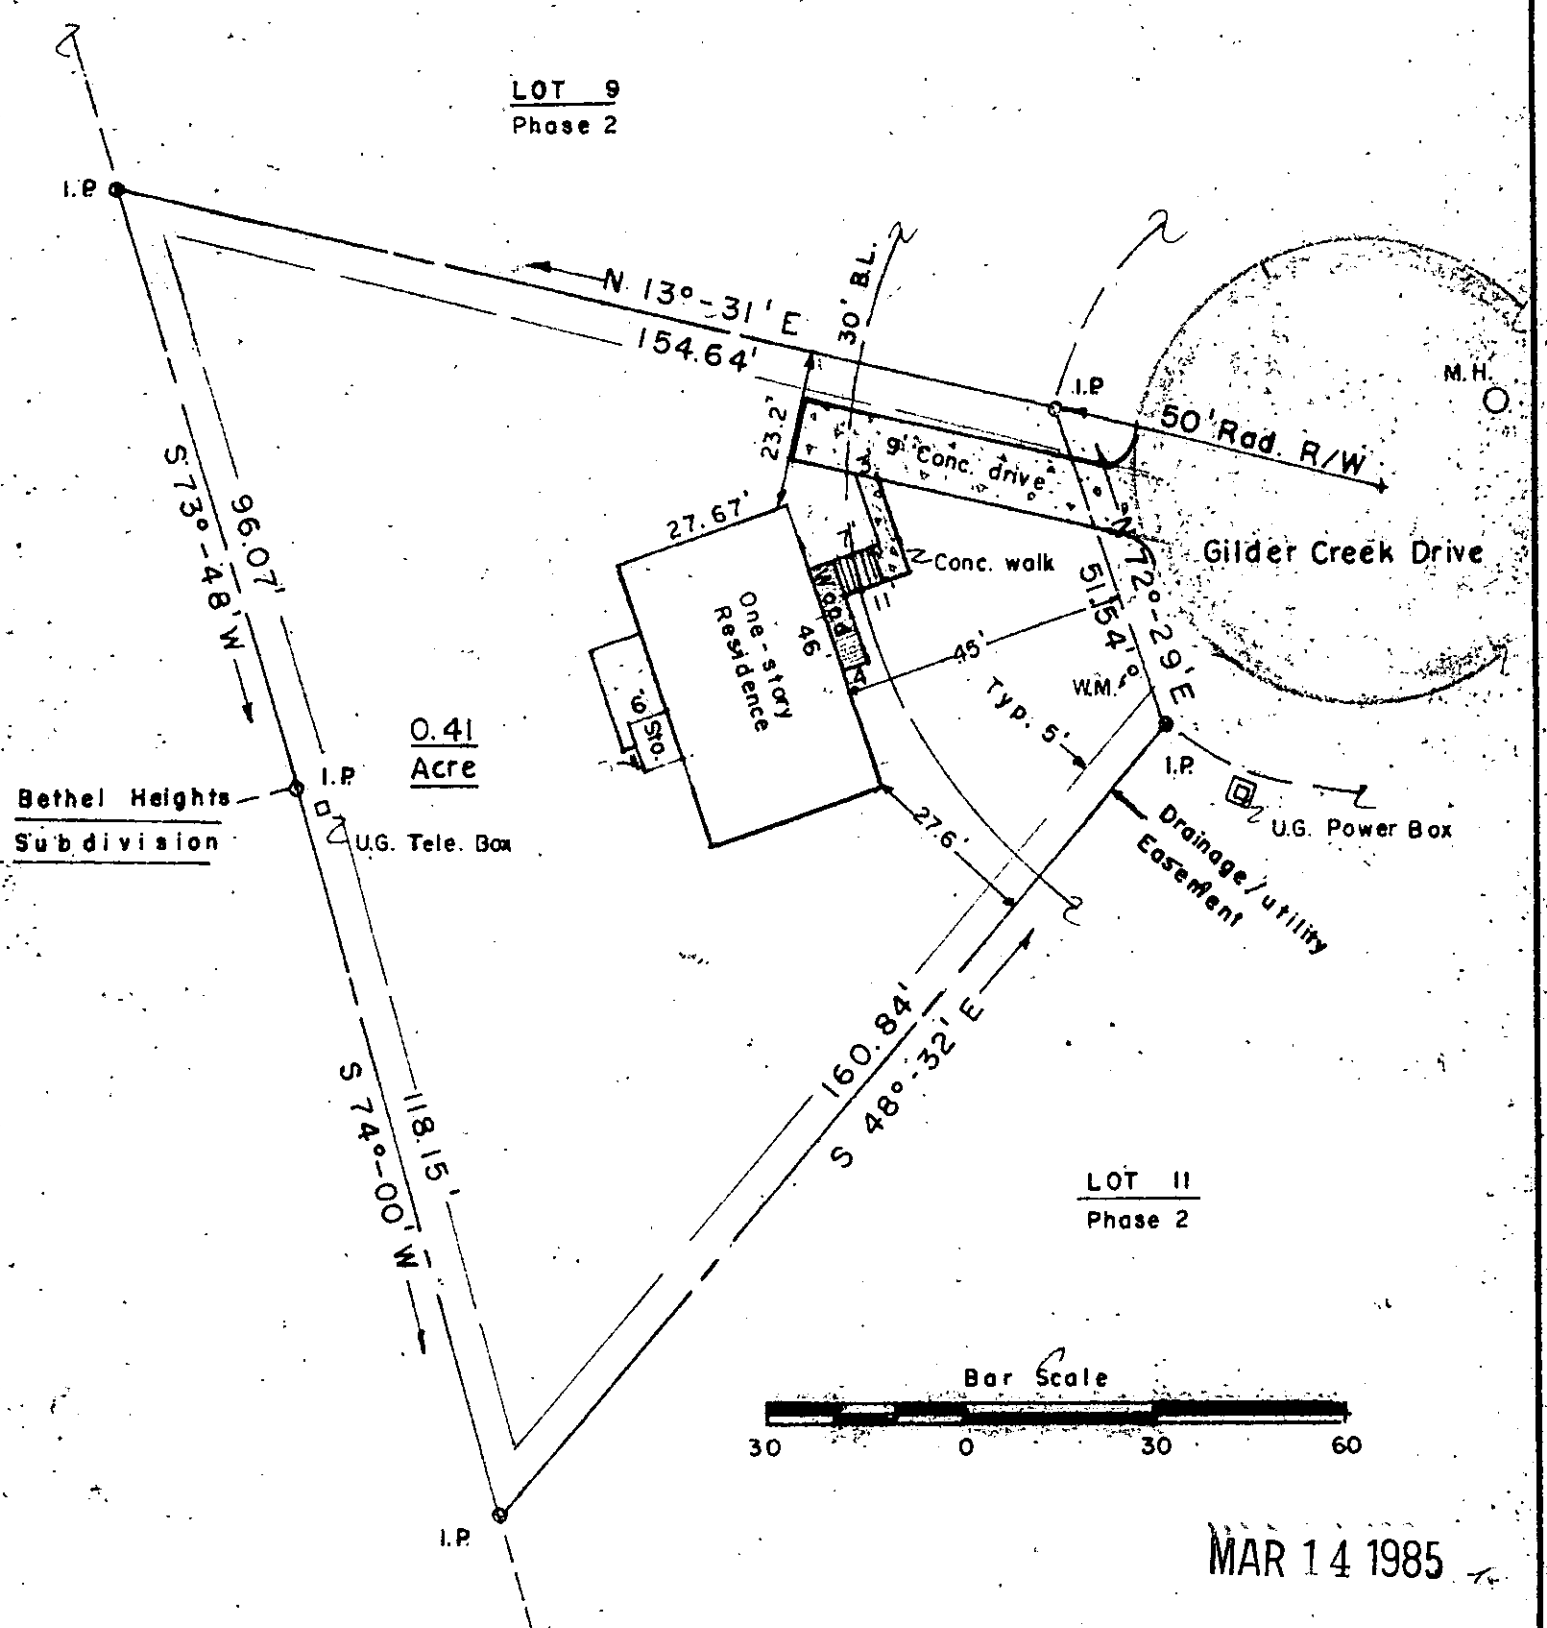 LOT 9
Phase 2
I.P.
30' B.L.
N 13°-31' E
154.64'
I.P.
M.H.
50' Rad. R/W
23.2'
9' Conc. drive
3
S 73°-48' W
96.07'
27.67'
Gilder Creek Drive
7
Conc. walk
N 72°-29' E
51.54'
Wood
11
One-story
Residence
46'
45'
4
W.M.
Typ. 5'
6'
Sto.
0.41
Acre
I.P.
I.P.
Bethel Heights
Subdivision
U.G. Tele. Box
27.6'
U.G. Power Box
Drainage/utility
Easement
160.84'
S 48°-32' E
S 74°-00' W
118.15'
LOT 11
Phase 2
Bar Scale
30 0 30 60
I.P.
MAR 14 1985